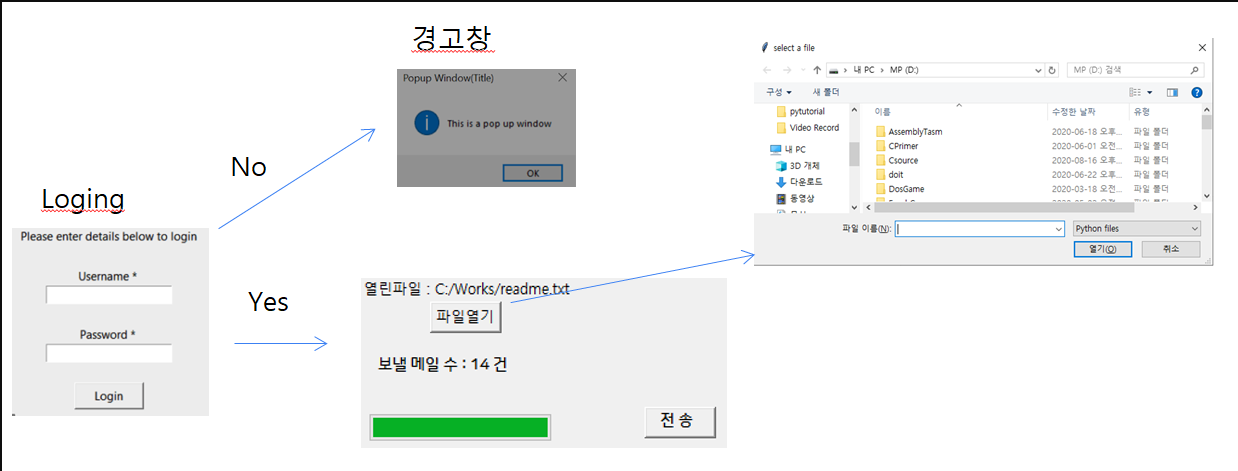 경고창
Popup Window(Title)
This is a pop up window
OK
No
Loging
Please enter details below to login
Username *
Password *
Login
Yes
열린파일 : C:/Works/readme.txt
파일열기
보낼 메일 수 : 14 건
전 송
select a file
내 PC > MP (D:)
MP (D:) 검색
구성
새 폴더
이름 수정한 날짜 유형
pytutorial
Video Record
내 PC
3D 개체
다운로드
동영상
AssemblyTasm 2020-06-18 오후... 파일 폴더
CPrimer 2020-06-01 오전... 파일 폴더
Csource 2020-08-16 오후... 파일 폴더
doit 2020-06-22 오후... 파일 폴더
DosGame 2020-03-18 오전... 파일 폴더
파일 이름(N):
Python files
열기(O)
취소